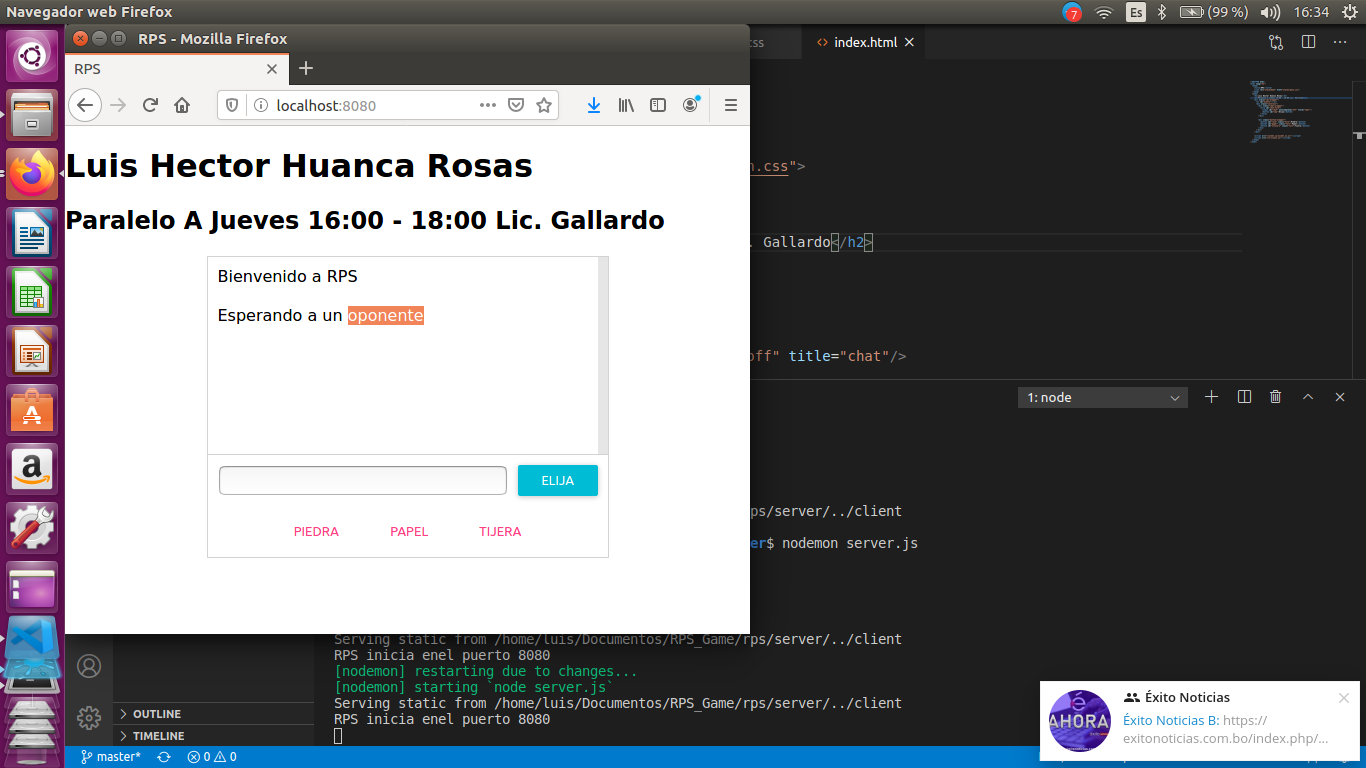 Navegador web Firefox
7
Es
(99 %)
16:34
RPS - Mozilla Firefox
RPS
localhost:8080
Luis Hector Huanca Rosas
Paralelo A Jueves 16:00 - 18:00 Lic. Gallardo
Bienvenido a RPS
Esperando a un oponente
ELIJA
PIEDRA PAPEL TIJERA
css
index.html
.css">
. Gallardo</h2>
off" title="chat"/>
1: node
rps/server/../client
er$ nodemon server.js
Serving static from /home/luis/Documentos/RPS_Game/rps/server/../client
RPS inicia enel puerto 8080
[nodemon] restarting due to changes...
[nodemon] starting `node server.js`
Serving static from /home/luis/Documentos/RPS_Game/rps/server/../client
RPS inicia enel puerto 8080
OUTLINE
TIMELINE
master*
0 0
é
AHORA
Éxito Noticias
Éxito Noticias B: https://
exitonoticias.com.bo/index.php/...